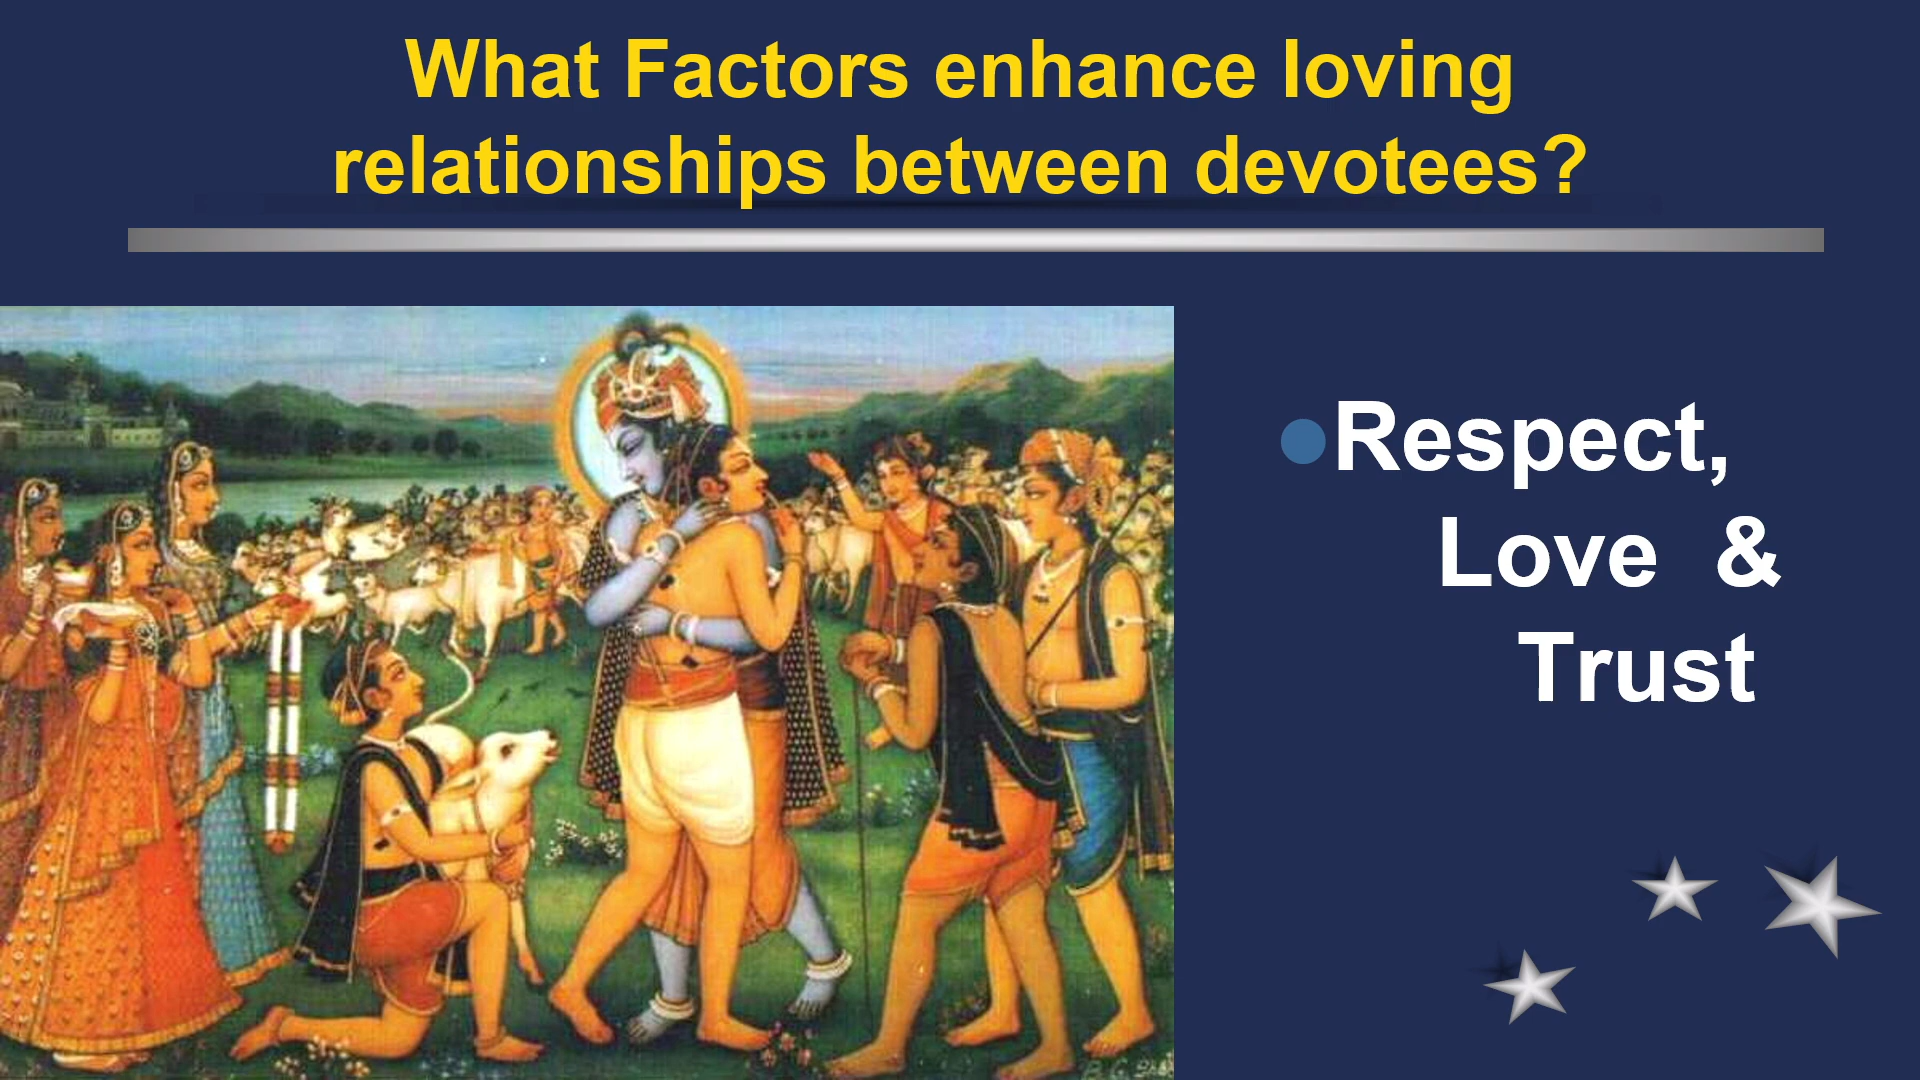 What Factors enhance loving
relationships between devotees?
Respect,
Love &
Trust
B.G.